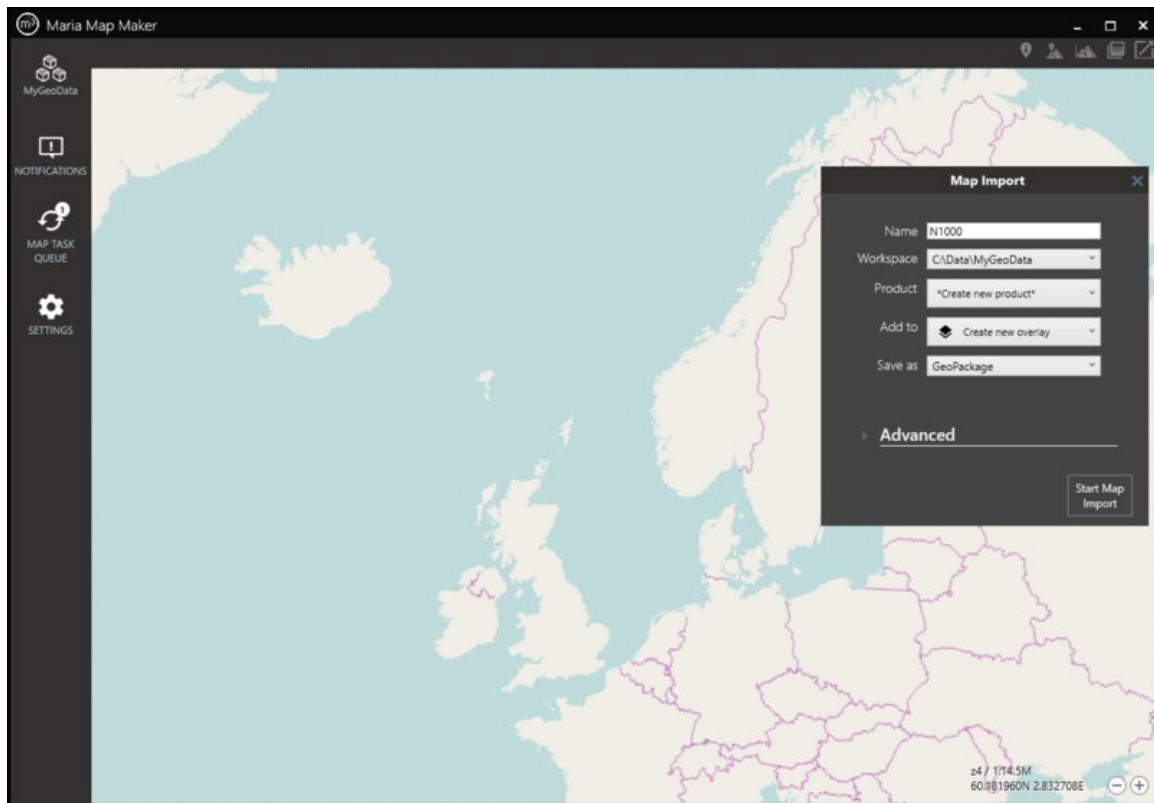 m³ Maria Map Maker
MyGeoData
NOTIFICATIONS
1
MAP TASK
QUEUE
SETTINGS
Map Import
Name N1000
Workspace C:\Data\MyGeoData
Product *Create new product*
Add to Create new overlay
Save as GeoPackage
Advanced
Start Map
Import
z4 / 1:14.5M
60.181960N 2.832708E